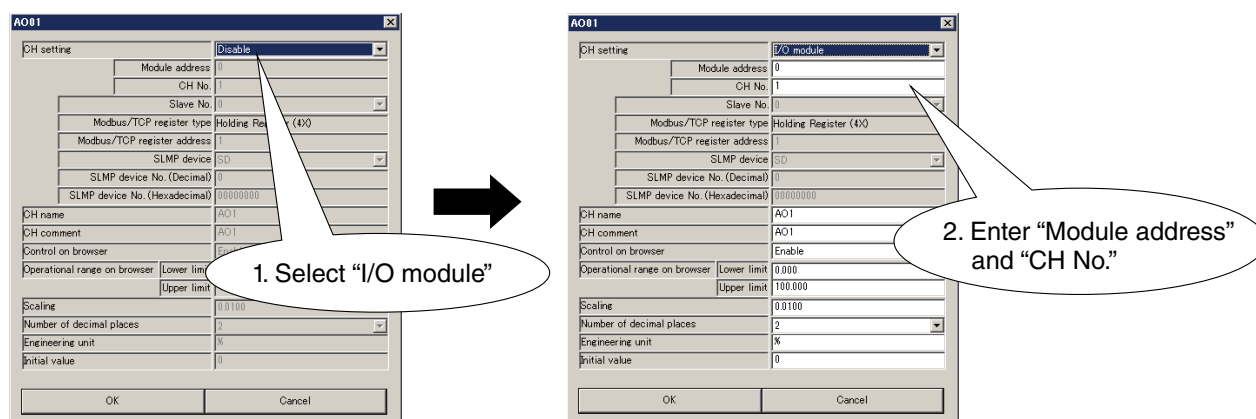 AO01
CH setting Disable
Module address 0
CH No. 1
Slave No. 0
Modbus/TCP register type Holding Register (4X)
Modbus/TCP register address 1
SLMP device SD
SLMP device No. (Decimal) 0
SLMP device No. (Hexadecimal) 00000000
CH name AO1
CH comment AO1
Control on browser
Operational range on browser Lower limit
Upper limit
Scaling 0.0100
Number of decimal places 2
Engineering unit %
Initial value 0
OK Cancel
1. Select “I/O module”
AO01
CH setting I/O module
Module address 0
CH No. 1
Slave No. 0
Modbus/TCP register type Holding Register (4X)
Modbus/TCP register address 1
SLMP device SD
SLMP device No. (Decimal) 0
SLMP device No. (Hexadecimal) 00000000
CH name AO1
CH comment AO1
Control on browser Enable
Operational range on browser Lower limit 0.000
Upper limit 100.000
Scaling 0.0100
Number of decimal places 2
Engineering unit %
Initial value 0
OK Cancel
2. Enter “Module address”
and “CH No.”